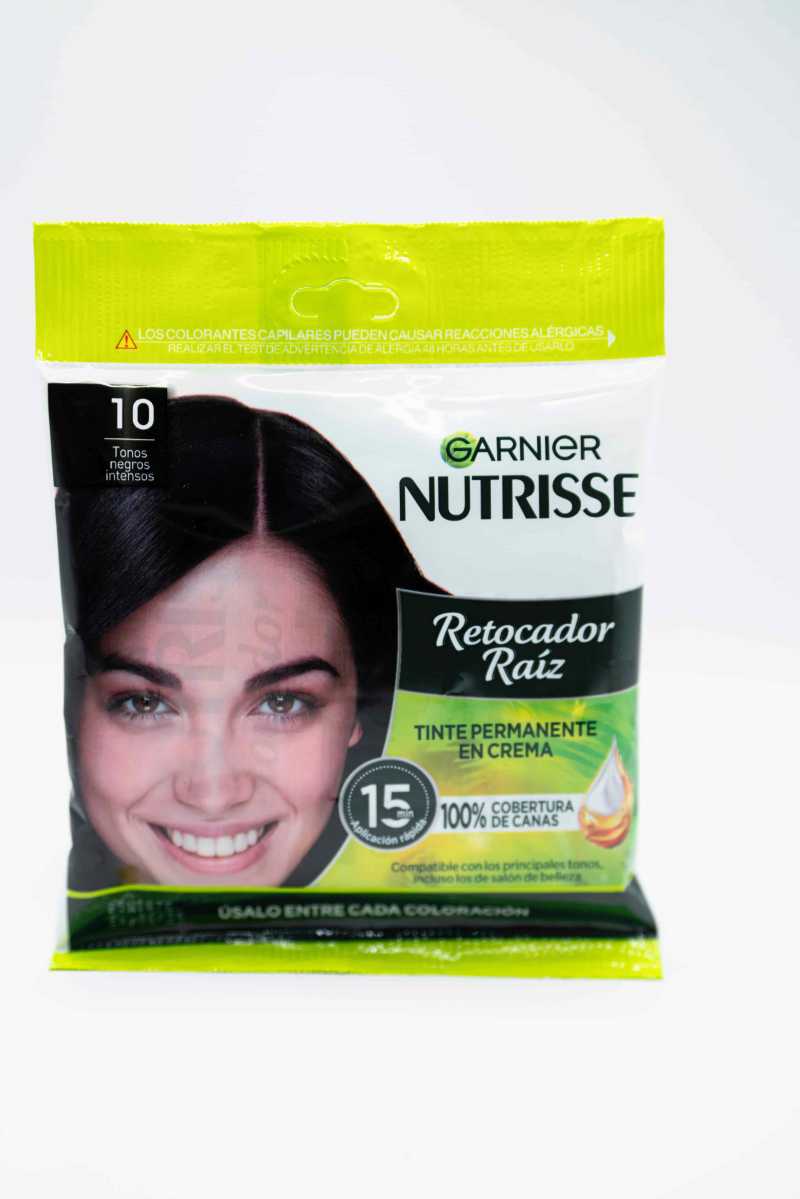 LOS COLORANTES CAPILARES PUEDEN CAUSAR REACCIONES ALÉRGICAS
REALIZAR EL TEST DE ADVERTENCIA DE ALERGIA 48 HORAS ANTES DE USARLO
10
Tonos
negros
intensos
GARNIER
NUTRISSE
Retocador
Raíz
TINTE PERMANENTE
EN CREMA
15 min
Aplicación rápida
100% COBERTURA
DE CANAS
Compatible con los principales tonos,
incluso los de salón de belleza
ÚSALO ENTRE CADA COLORACIÓN